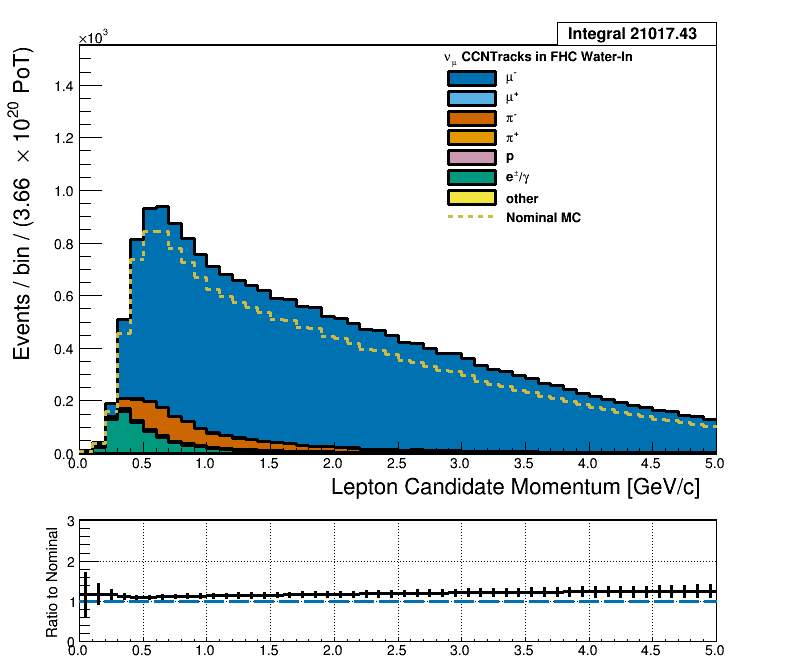 Integral 21017.43
×10³
ν_μ CCNTracks in FHC Water-In
μ⁻
μ⁺
π⁻
π⁺
p
e±/γ
other
Nominal MC
Events / bin / (3.66 × 10²⁰ PoT)
1.4
1.2
1.0
0.8
0.6
0.4
0.2
0.0
0.0 0.5 1.0 1.5 2.0 2.5 3.0 3.5 4.0 4.5 5.0
Lepton Candidate Momentum [GeV/c]
Ratio to Nominal
3
2
1
0
0.0 0.5 1.0 1.5 2.0 2.5 3.0 3.5 4.0 4.5 5.0